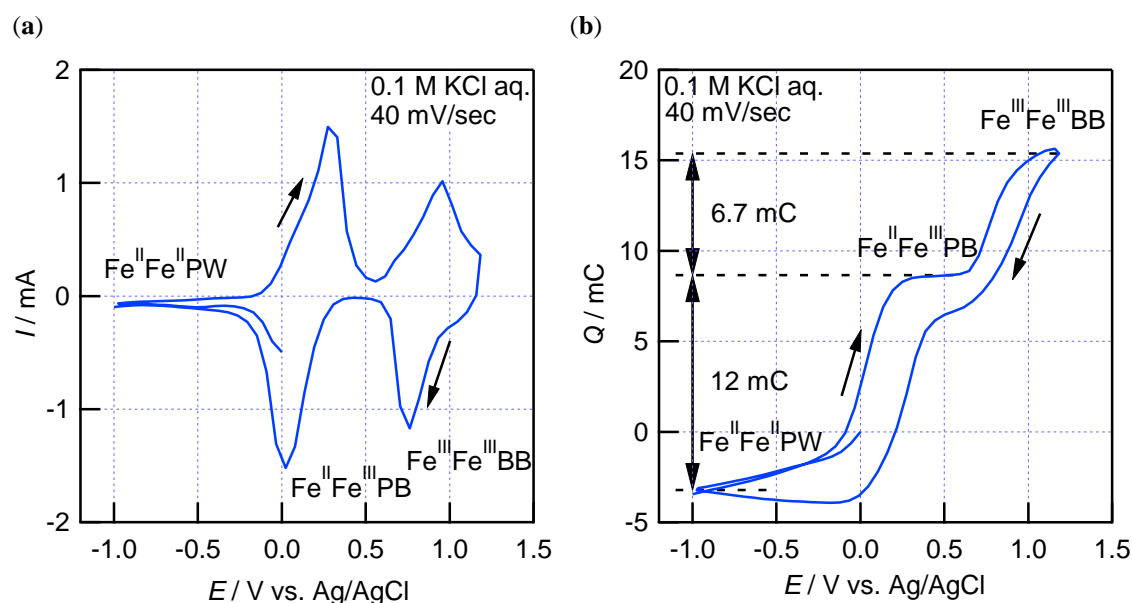 (a)
2
1
0
-1
-2
I / mA
0.1 M KCl aq.
40 mV/sec
Fe^II Fe^II PW
Fe^II Fe^III PB
Fe^III Fe^III BB
-1.0 -0.5 0.0 0.5 1.0 1.5
E / V vs. Ag/AgCl
(b)
20
15
10
5
0
-5
Q / mC
0.1 M KCl aq.
40 mV/sec
Fe^III Fe^III BB
6.7 mC
Fe^II Fe^III PB
12 mC
Fe^II Fe^II PW
-1.0 -0.5 0.0 0.5 1.0 1.5
E / V vs. Ag/AgCl